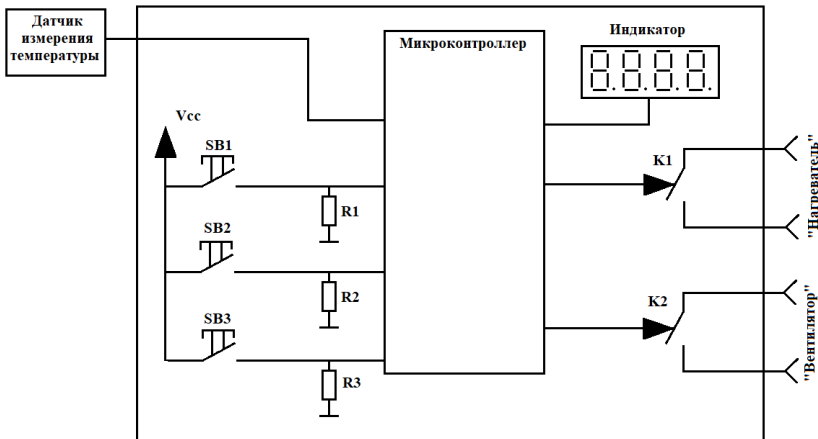 Датчик
измерения
температуры
Микроконтроллер
Индикатор
8.8.8.8.
Vcc
SB1
R1
SB2
R2
SB3
R3
K1
"Нагреватель"
K2
"Вентилятор"